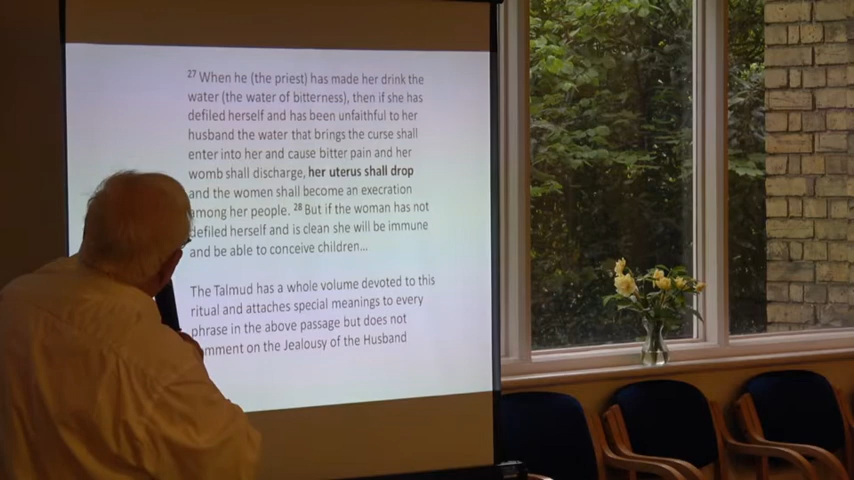 27 When he (the priest) has made her drink the
water (the water of bitterness), then if she has
defiled herself and has been unfaithful to her
husband the water that brings the curse shall
enter into her and cause bitter pain and her
womb shall discharge, her uterus shall drop
and the women shall become an execration
among her people. 28 But if the woman has not
defiled herself and is clean she will be immune
and be able to conceive children...
The Talmud has a whole volume devoted to this
ritual and attaches special meanings to every
phrase in the above passage but does not
mment on the Jealousy of the Husband